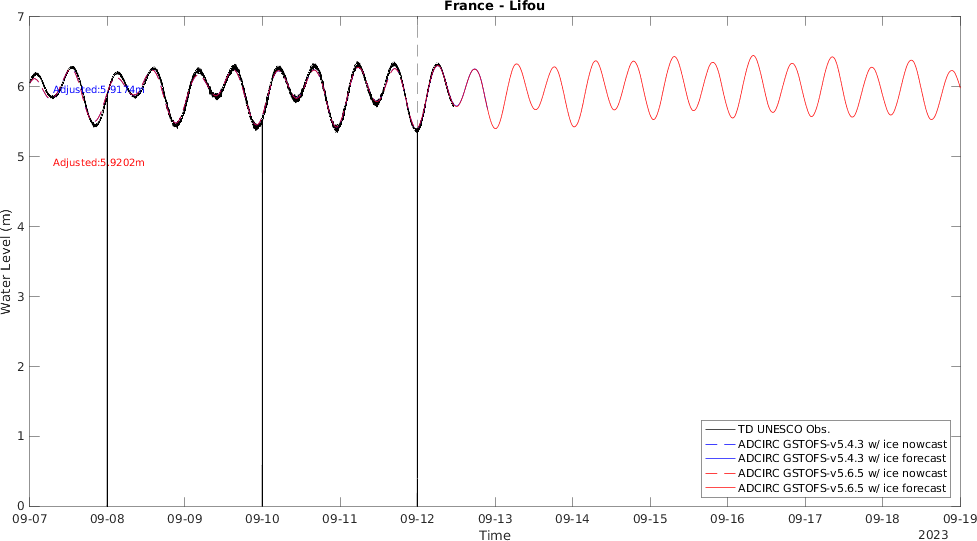 France - Lifou
7
6
5
4
3
2
1
0
Water Level (m)
Adjusted:5.9174m
Adjusted:5.9202m
TD UNESCO Obs.
ADCIRC GSTOFS-v5.4.3 w/ ice nowcast
ADCIRC GSTOFS-v5.4.3 w/ ice forecast
ADCIRC GSTOFS-v5.6.5 w/ ice nowcast
ADCIRC GSTOFS-v5.6.5 w/ ice forecast
09-07 09-08 09-09 09-10 09-11 09-12 09-13 09-14 09-15 09-16 09-17 09-18 09-19
Time
2023